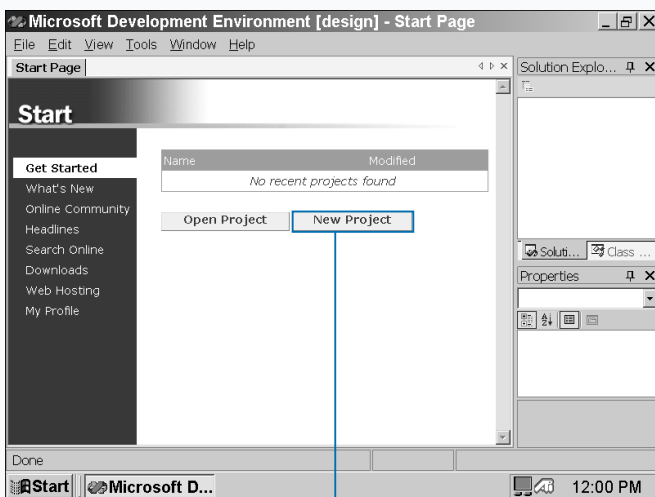 Microsoft Development Environment [design] - Start Page
File Edit View Tools Window Help
Start Page
Solution Explo...
Start
Get Started
What's New
Online Community
Headlines
Search Online
Downloads
Web Hosting
My Profile
Name Modified
No recent projects found
Open Project New Project
Soluti... Class ...
Properties
Done
Start Microsoft D... 12:00 PM